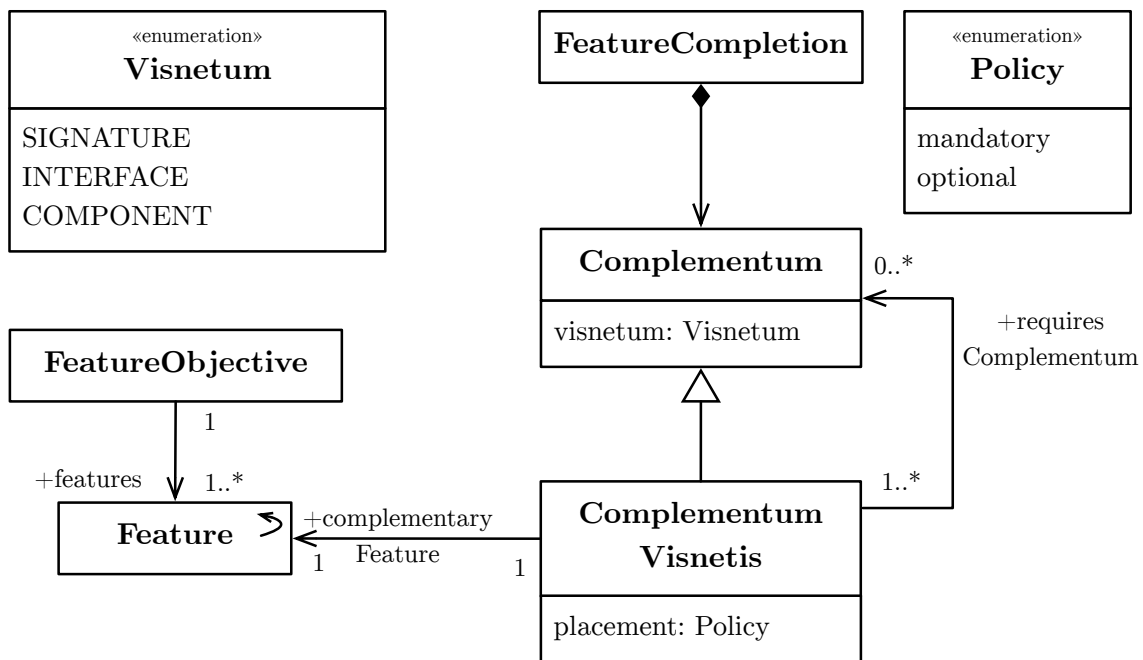 «enumeration»
Visnetum
SIGNATURE
INTERFACE
COMPONENT
FeatureCompletion
«enumeration»
Policy
mandatory
optional
Complementum
visnetum: Visnetum
0..*
+requires
Complementum
1..*
FeatureObjective
1
+features
1..*
Feature
+complementary
Feature
1
1
Complementum
Visnetis
placement: Policy